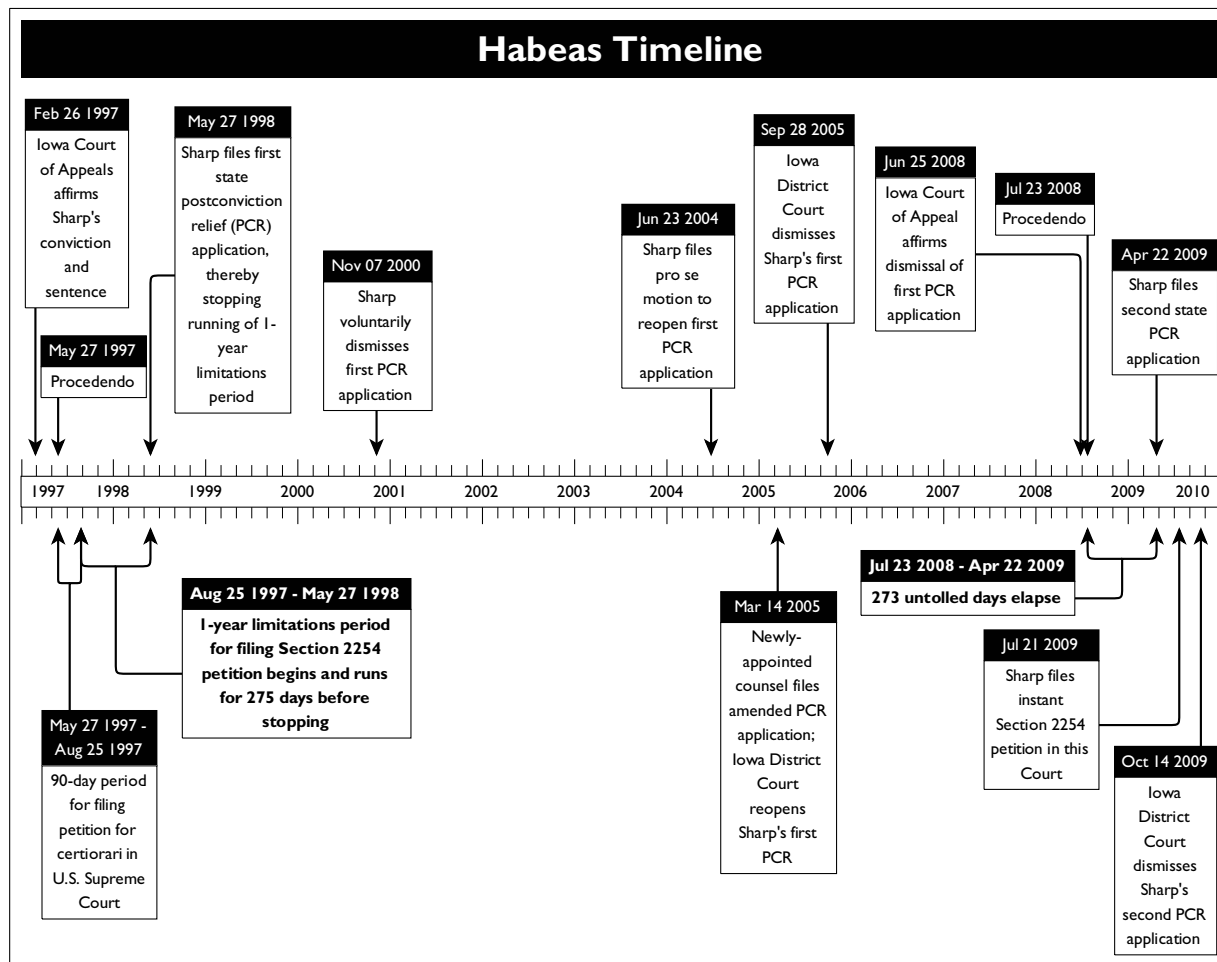 Habeas Timeline
Feb 26 1997
Iowa Court
of Appeals
affirms
Sharp's
conviction
and
sentence
May 27 1997
Procedendo
May 27 1998
Sharp files first
state
postconviction
relief (PCR)
application,
thereby
stopping
running of 1-
year
limitations
period
Nov 07 2000
Sharp
voluntarily
dismisses
first PCR
application
Jun 23 2004
Sharp files
pro se
motion to
reopen first
PCR
application
Sep 28 2005
Iowa
District
Court
dismisses
Sharp's first
PCR
application
Jun 25 2008
Iowa Court
of Appeal
affirms
dismissal of
first PCR
application
Jul 23 2008
Procedendo
Apr 22 2009
Sharp files
second state
PCR
application
1997 1998 1999 2000 2001 2002 2003 2004 2005 2006 2007 2008 2009 2010
May 27 1997 -
Aug 25 1997
90-day period
for filing
petition for
certiorari in
U.S. Supreme
Court
Aug 25 1997 - May 27 1998
1-year limitations period
for filing Section 2254
petition begins and runs
for 275 days before
stopping
Mar 14 2005
Newly-
appointed
counsel files
amended PCR
application;
Iowa District
Court
reopens
Sharp's first
PCR
Jul 23 2008 - Apr 22 2009
273 untolled days elapse
Jul 21 2009
Sharp files
instant
Section 2254
petition in this
Court
Oct 14 2009
Iowa
District
Court
dismisses
Sharp's
second PCR
application